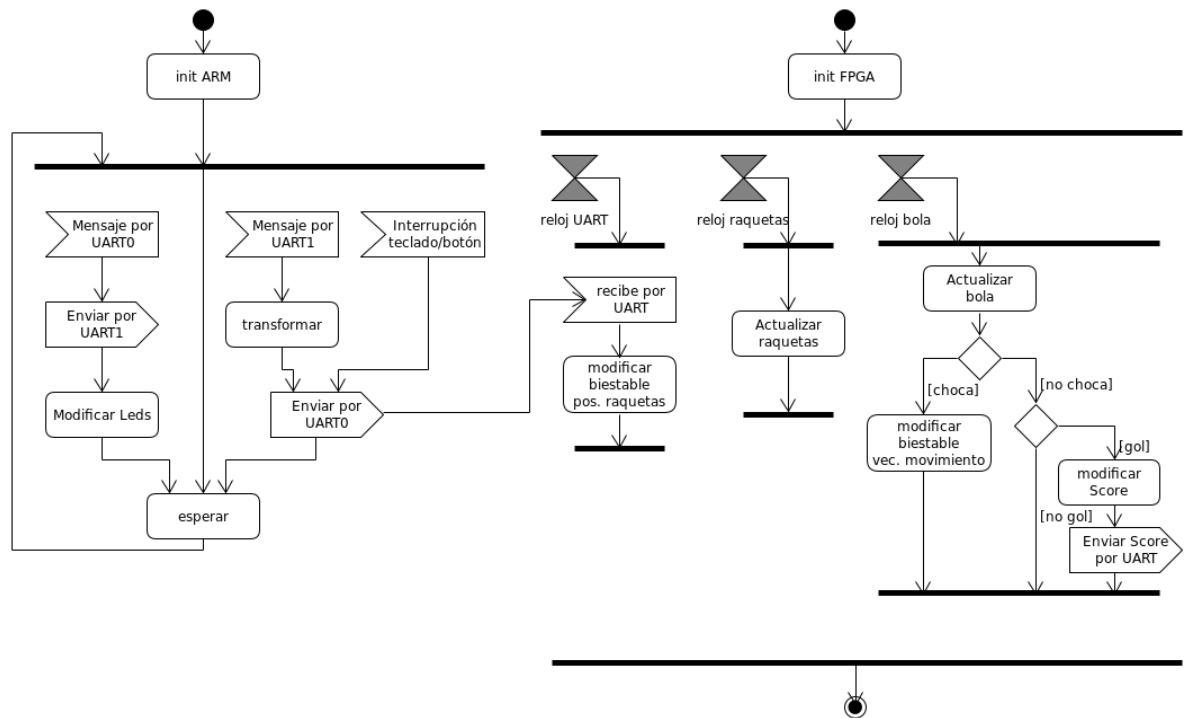 init ARM
Mensaje por
UART0
Enviar por
UART1
Modificar Leds
Mensaje por
UART1
transformar
Interrupción
teclado/botón
Enviar por
UART0
esperar
init FPGA
reloj UART
recibe por
UART
modificar
biestable
pos. raquetas
reloj raquetas
Actualizar
raquetas
reloj bola
Actualizar
bola
[choca]
[no choca]
modificar
biestable
vec. movimiento
[gol]
modificar
Score
[no gol]
Enviar Score
por UART